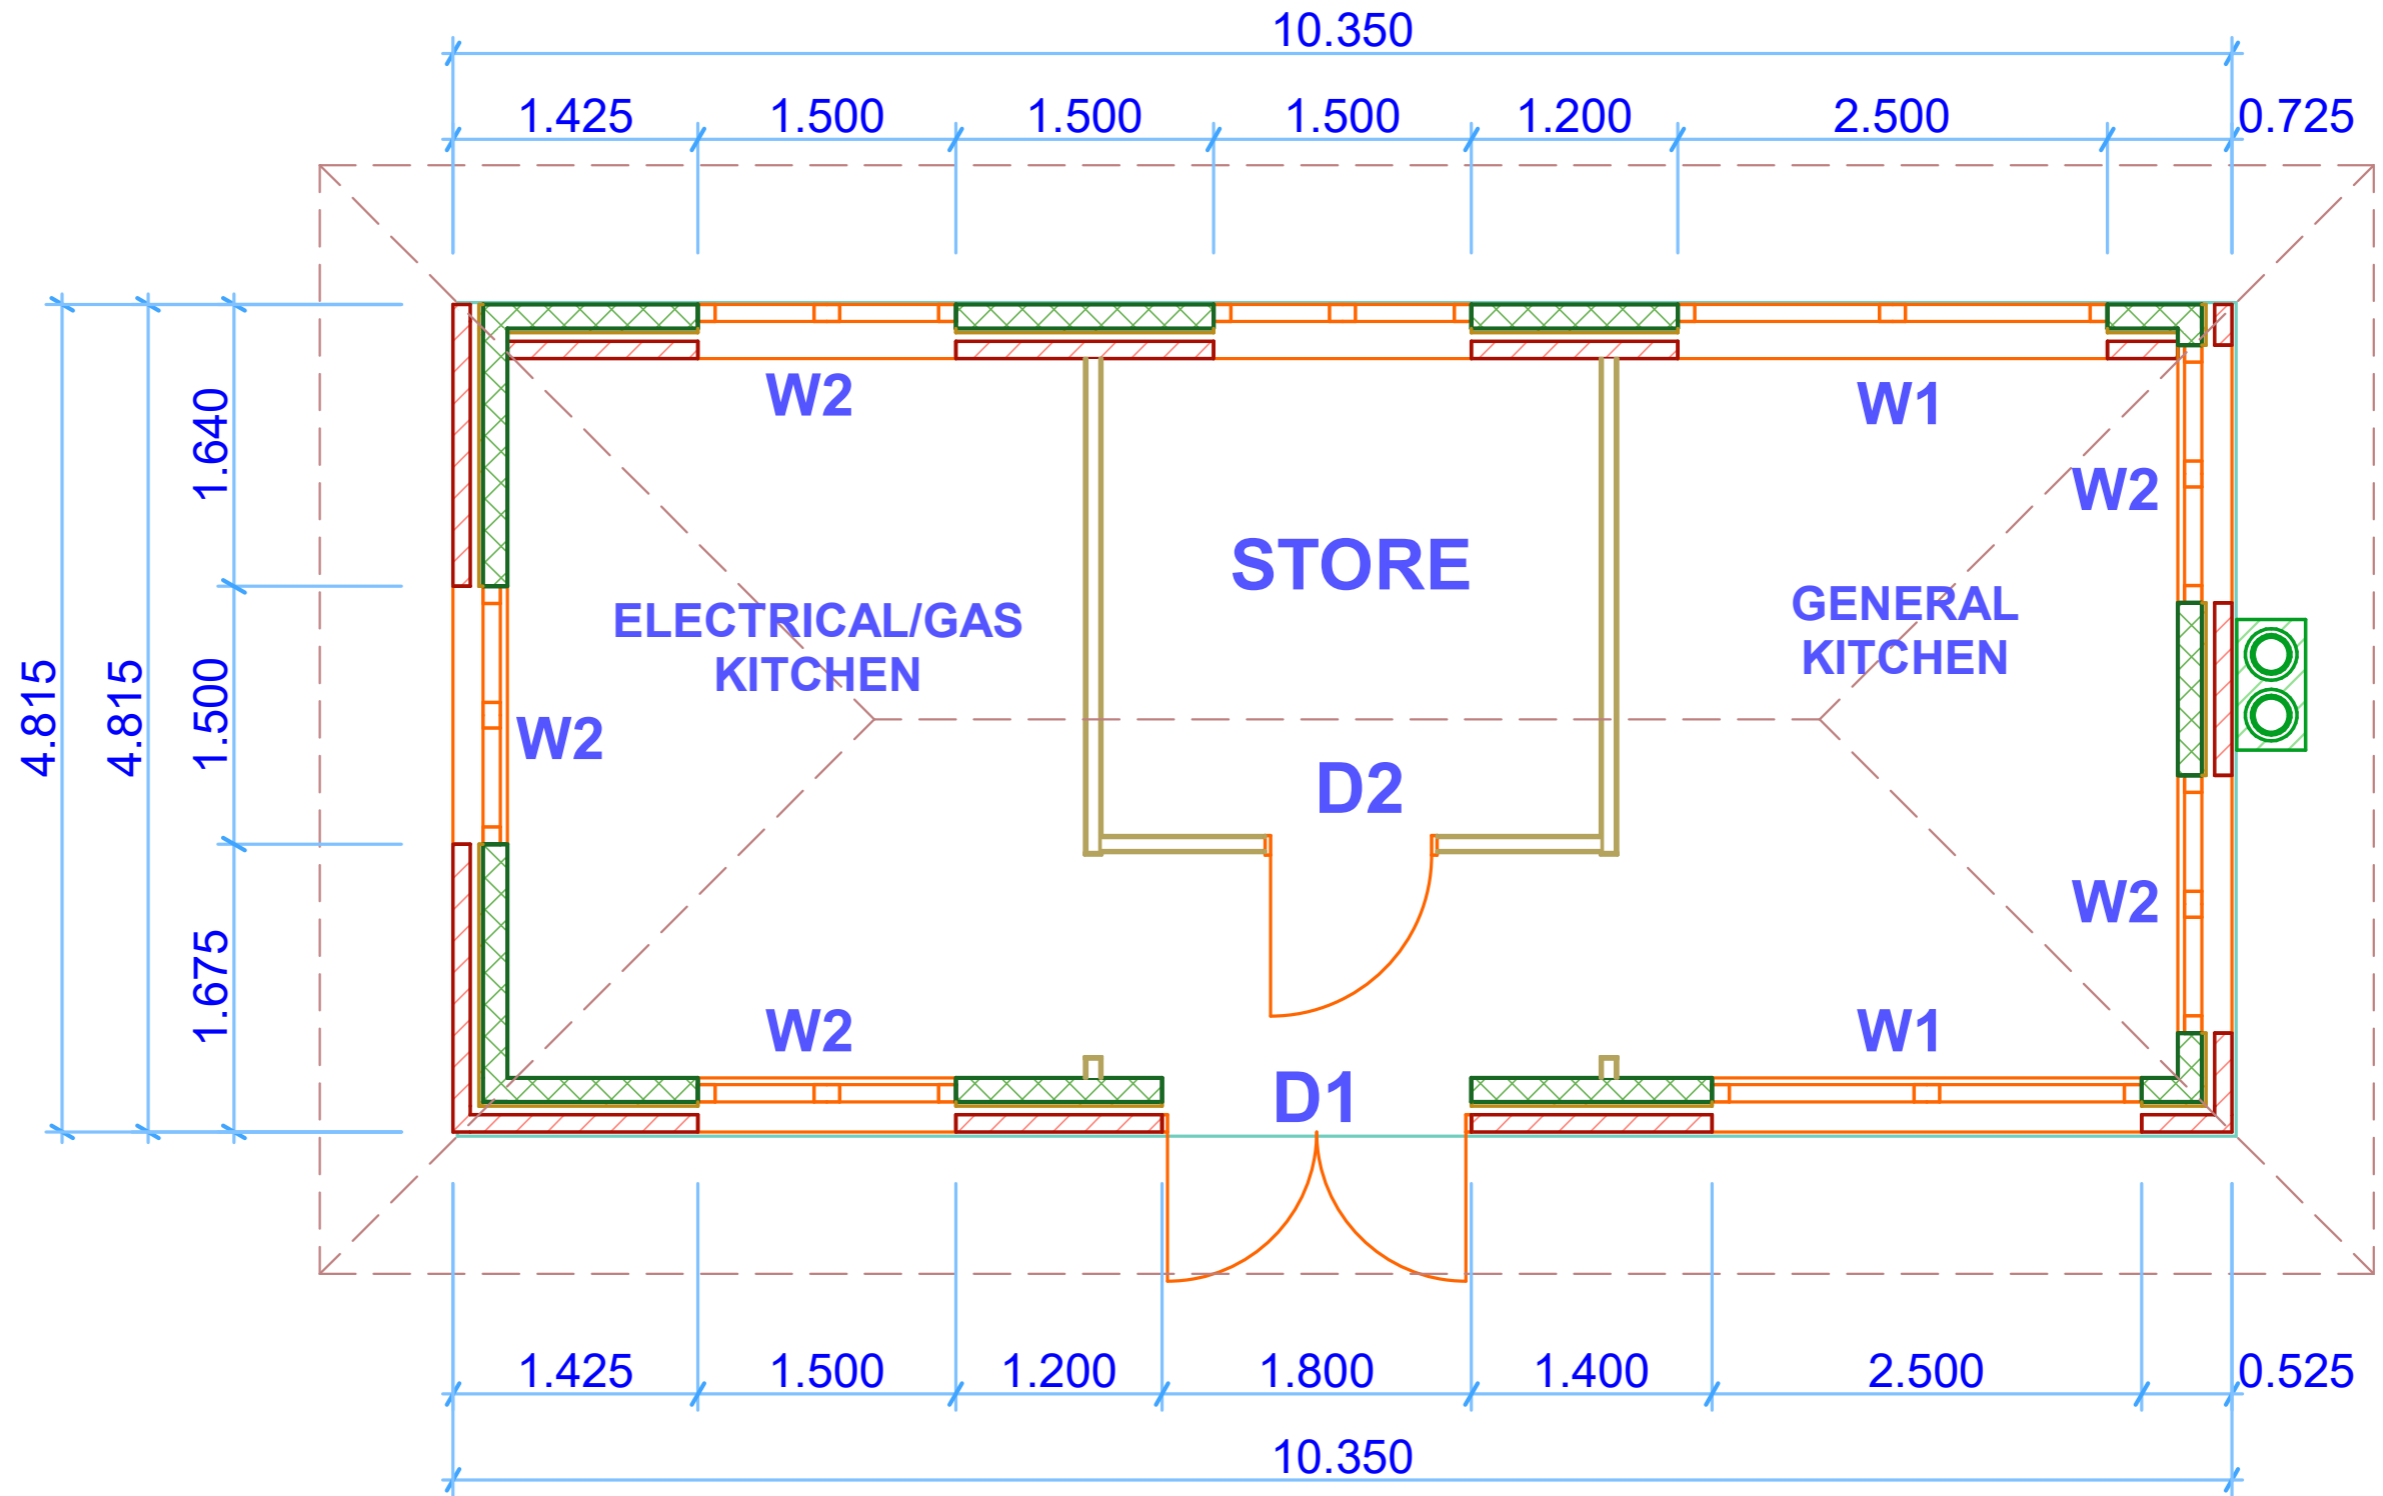 10.350
1.425 1.500 1.500 1.500 1.200 2.500 0.725
W2 W1
1.640
W2
STORE
ELECTRICAL/GAS
KITCHEN
GENERAL
KITCHEN
4.815 4.815 1.500
W2
D2
W2
1.675
W2 W1
D1
1.425 1.500 1.200 1.800 1.400 2.500 0.525
10.350